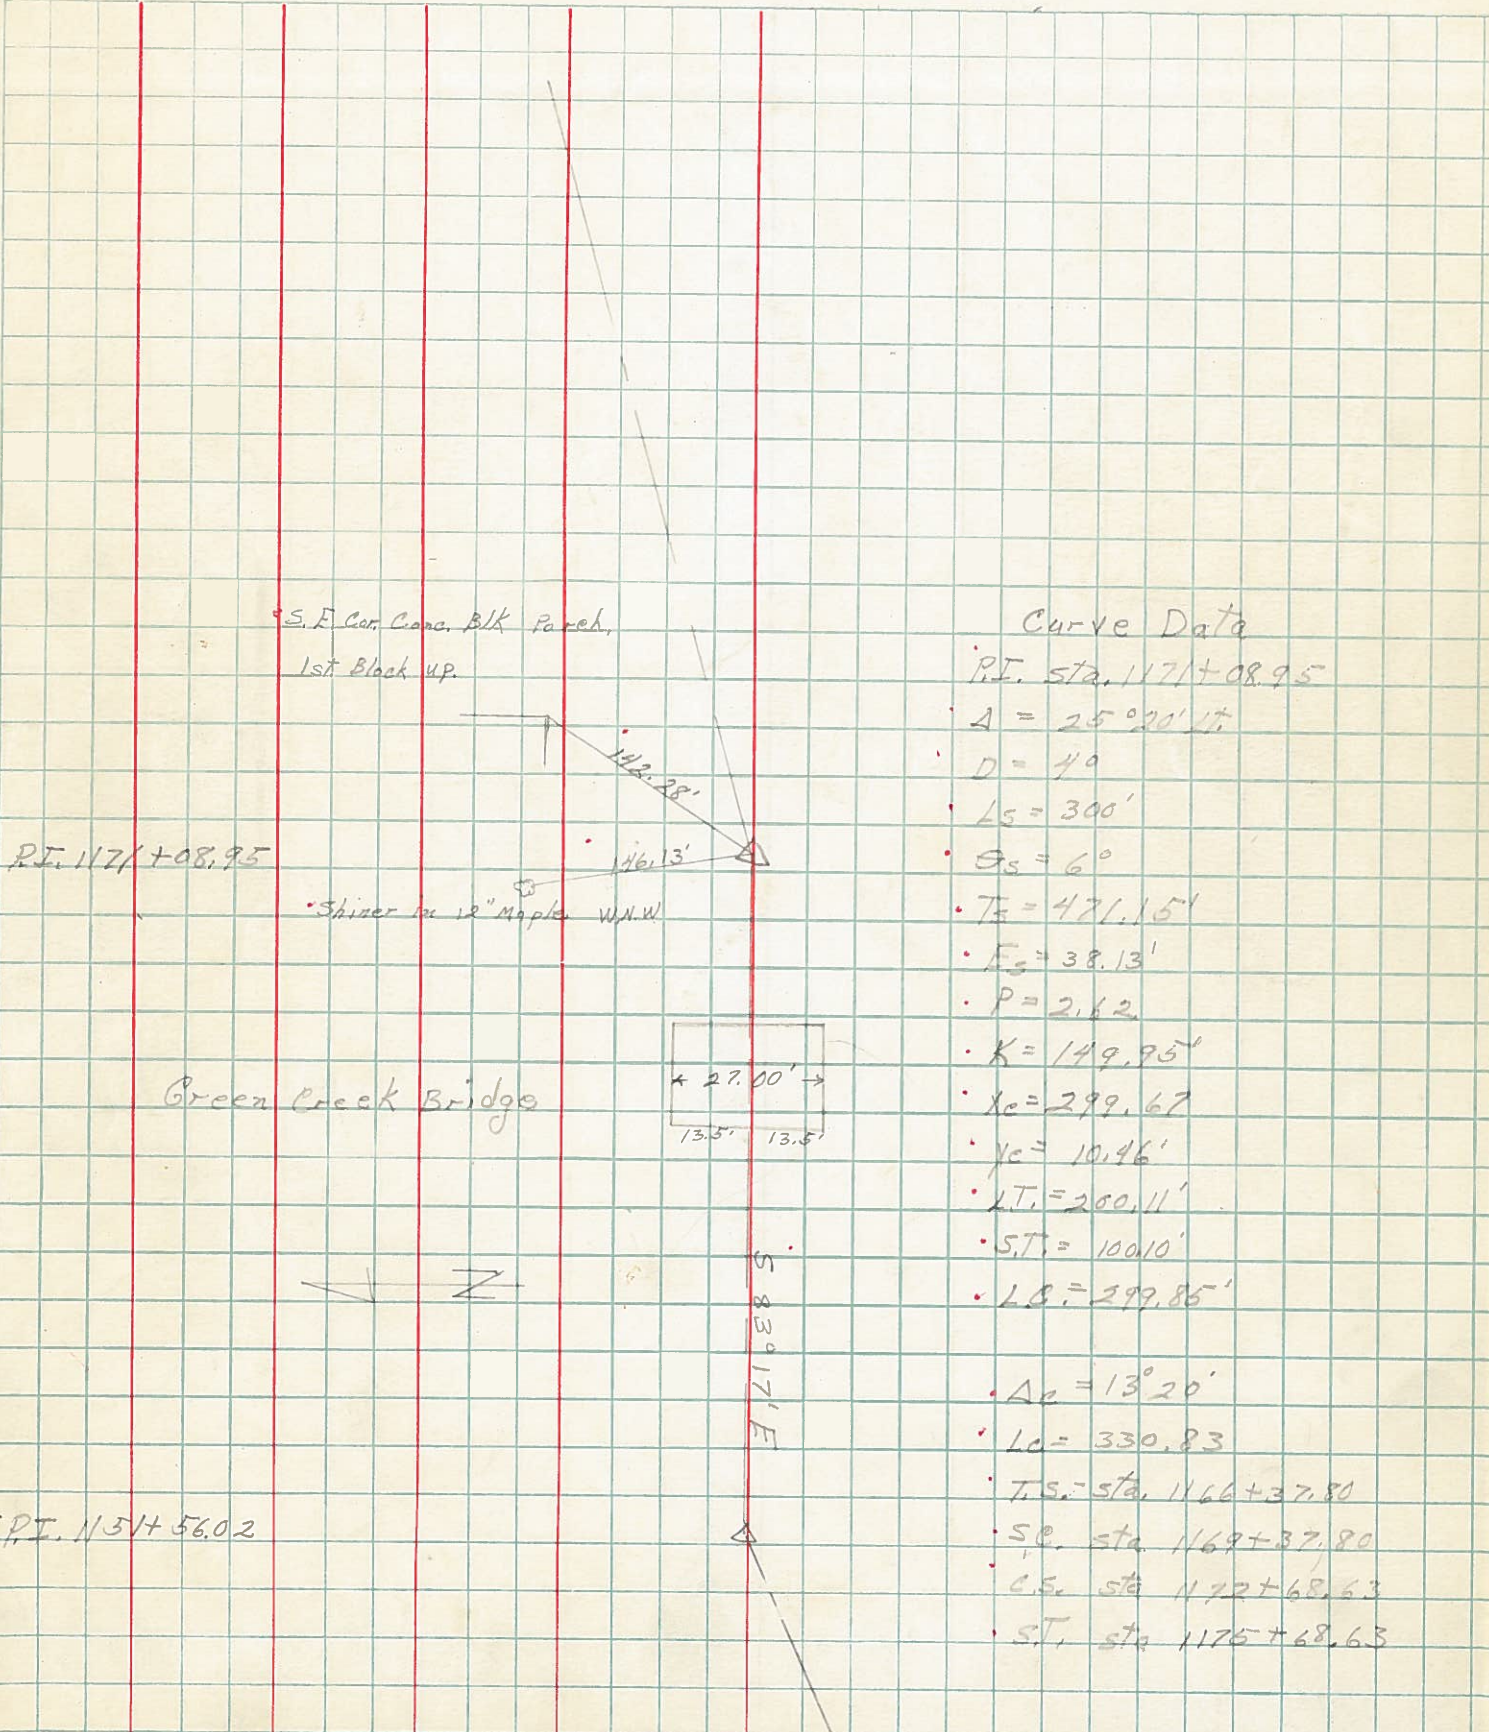 S.E. Cor. Conc. Blk Porch.
1st Block up.
142.28'
P.I. 1171+08.95
146.13'
Shiner in 12" Maple W.N.W.
27.00'
Green Creek Bridge
13.5' 13.5'
N
S 83°17' E
P.I. 1151+56.02
Curve Data
P.I. sta. 1171+08.95
Δ = 25°20' Lt.
D = 4°
Ls = 300'
θs = 6°
Ts = 471.15'
Es = 38.13'
P = 2.62
K = 149.95'
Xc = 299.67
Yc = 10.46'
L.T. = 200.11'
S.T. = 100.10'
L.C. = 299.85'
Δc = 13°20'
Lc = 330.83
T.S. = sta. 1166+37.80
S.C. sta 1169+37.80
C.S. sta 1172+68.63
S.T. sta 1175+68.63